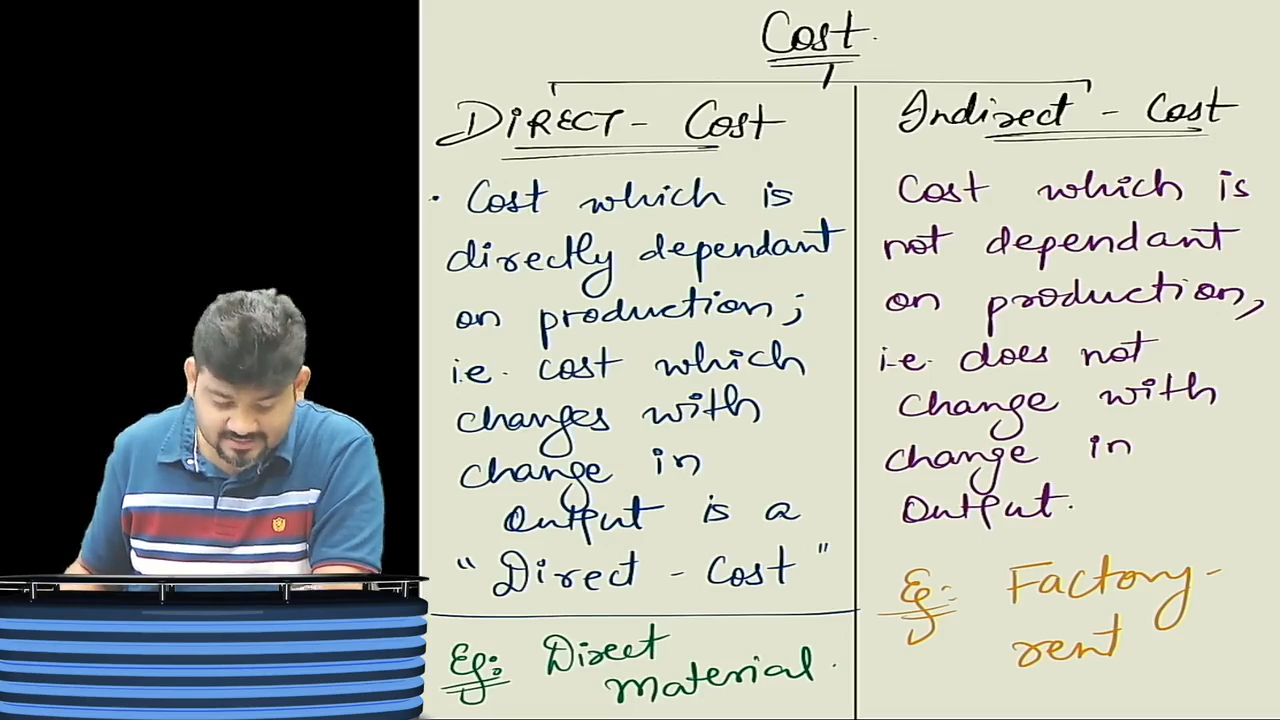 Cost.
DIRECT - Cost
• Cost which is
directly dependant
on production;
i.e. cost which
changes with
change in
Output is a
"Direct - Cost"
Eg: Direct
Material.
Indirect - Cost
Cost which is
not dependant
on production,
i.e. does not
change with
change in
Output.
Eg: Factory -
rent